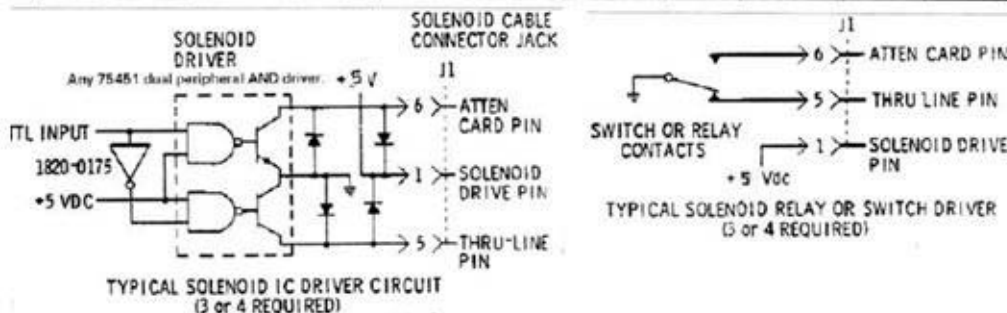 SOLENOID CABLE
CONNECTOR JACK
SOLENOID
DRIVER
Any 75451 dual peripheral AND driver.
+5 V
J1
6
ATTEN
CARD PIN
TTL INPUT
1820-0175
1
SOLENOID
DRIVE PIN
+5 VDC
5
THRU-LINE
PIN
TYPICAL SOLENOID IC DRIVER CIRCUIT
(3 or 4 REQUIRED)
J1
6
ATTEN CARD PIN
5
THRU LINE PIN
SWITCH OR RELAY
CONTACTS
1
SOLENOID DRIVE
PIN
+5 Vdc
TYPICAL SOLENOID RELAY OR SWITCH DRIVER
(3 or 4 REQUIRED)